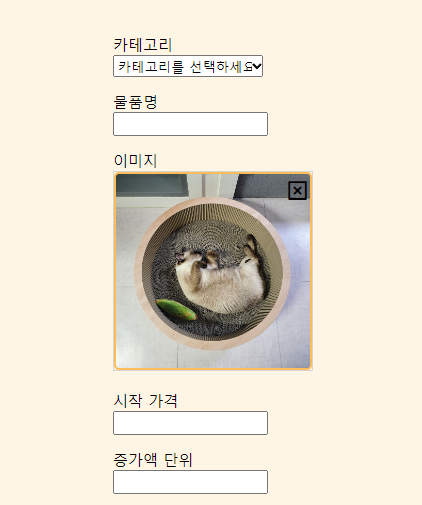 카테고리
카테고리를 선택하세요
물품명
이미지
시작 가격
증가액 단위